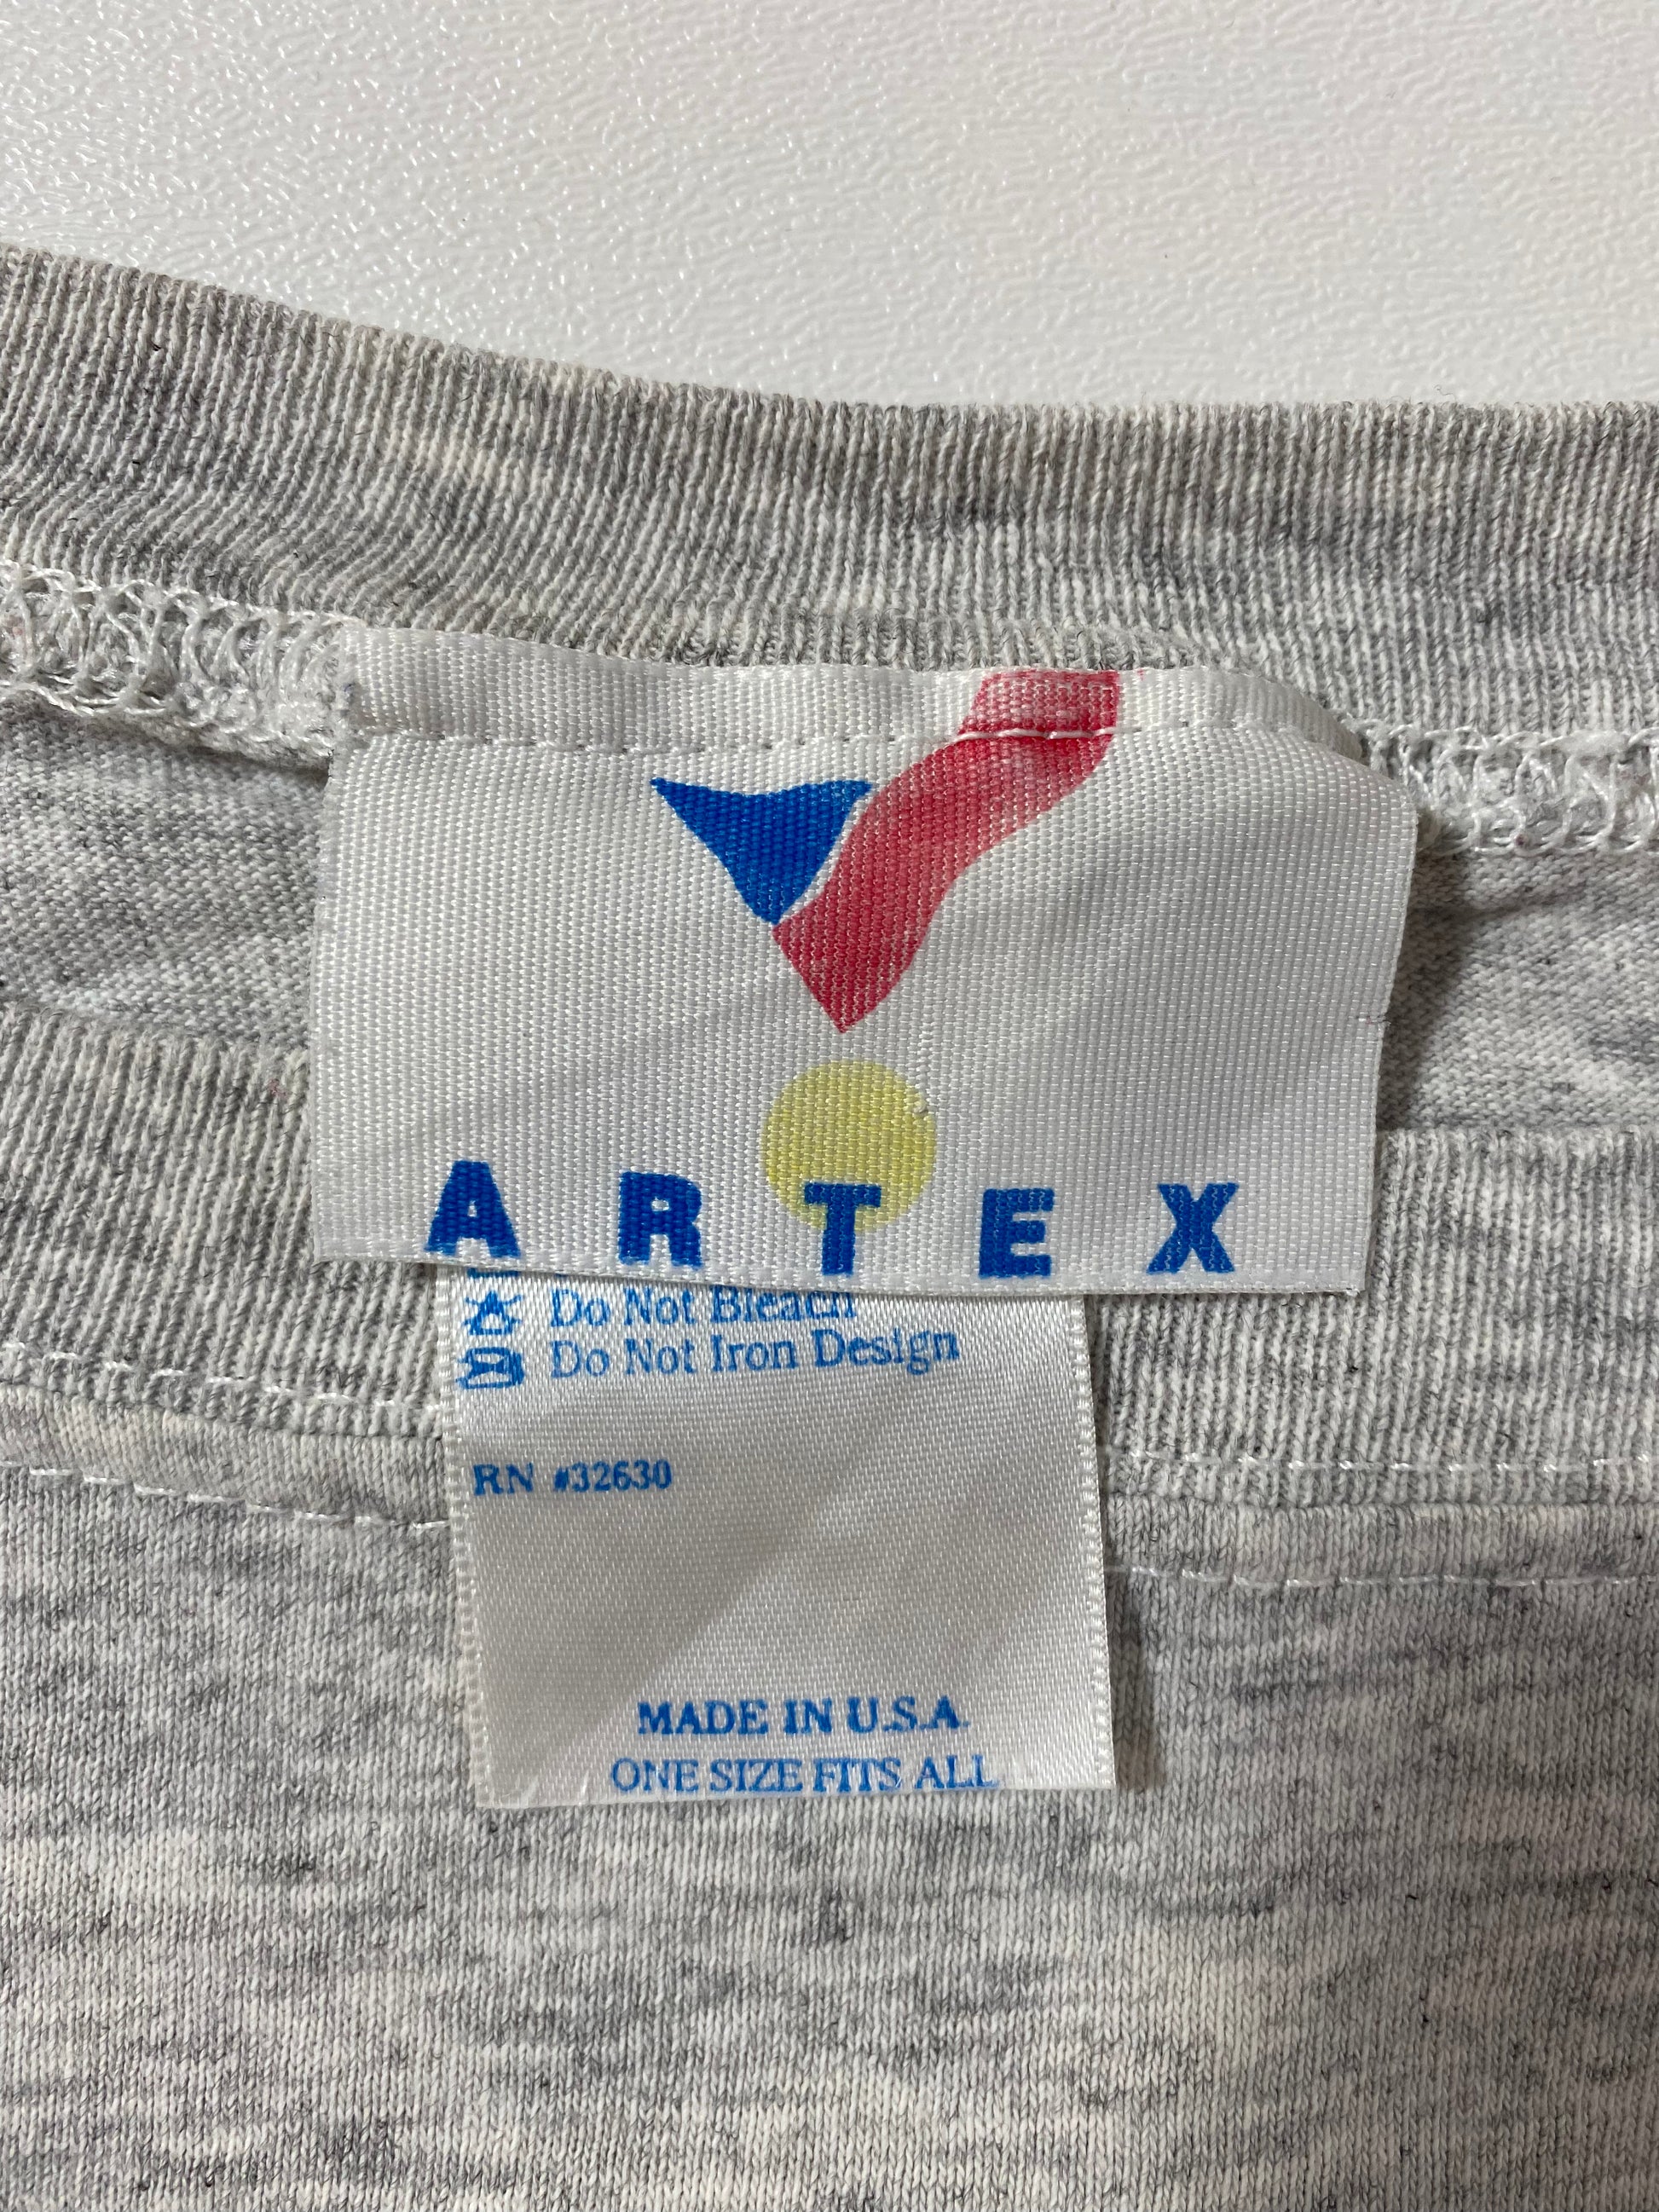 ARTEX
Do Not Bleach
Do Not Iron Design
RN #32630
MADE IN U.S.A.
ONE SIZE FITS ALL